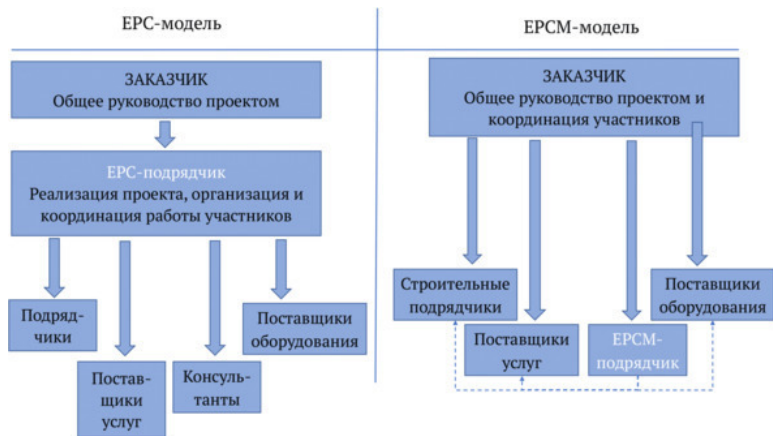 EPC-модель
ЗАКАЗЧИК
Общее руководство проектом
EPC-подрядчик
Реализация проекта, организация и
координация работы участников
Подряд-
чики
Постав-
щики
услуг
Консуль-
танты
Поставщики
оборудования
EPCM-модель
ЗАКАЗЧИК
Общее руководство проектом и
координация участников
Строительные
подрядчики
Поставщики
услуг
EPCM-
подрядчик
Поставщики
оборудования